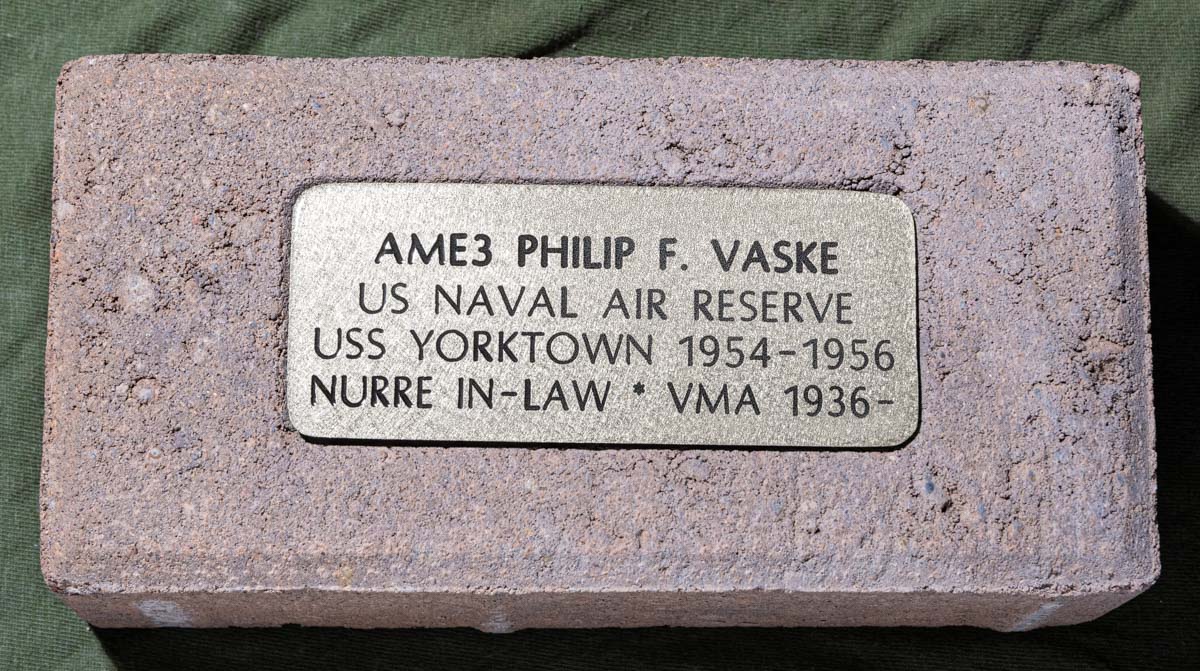 AME3 PHILIP F. VASKE
US NAVAL AIR RESERVE
USS YORKTOWN 1954-1956
NURRE IN-LAW * VMA 1936-